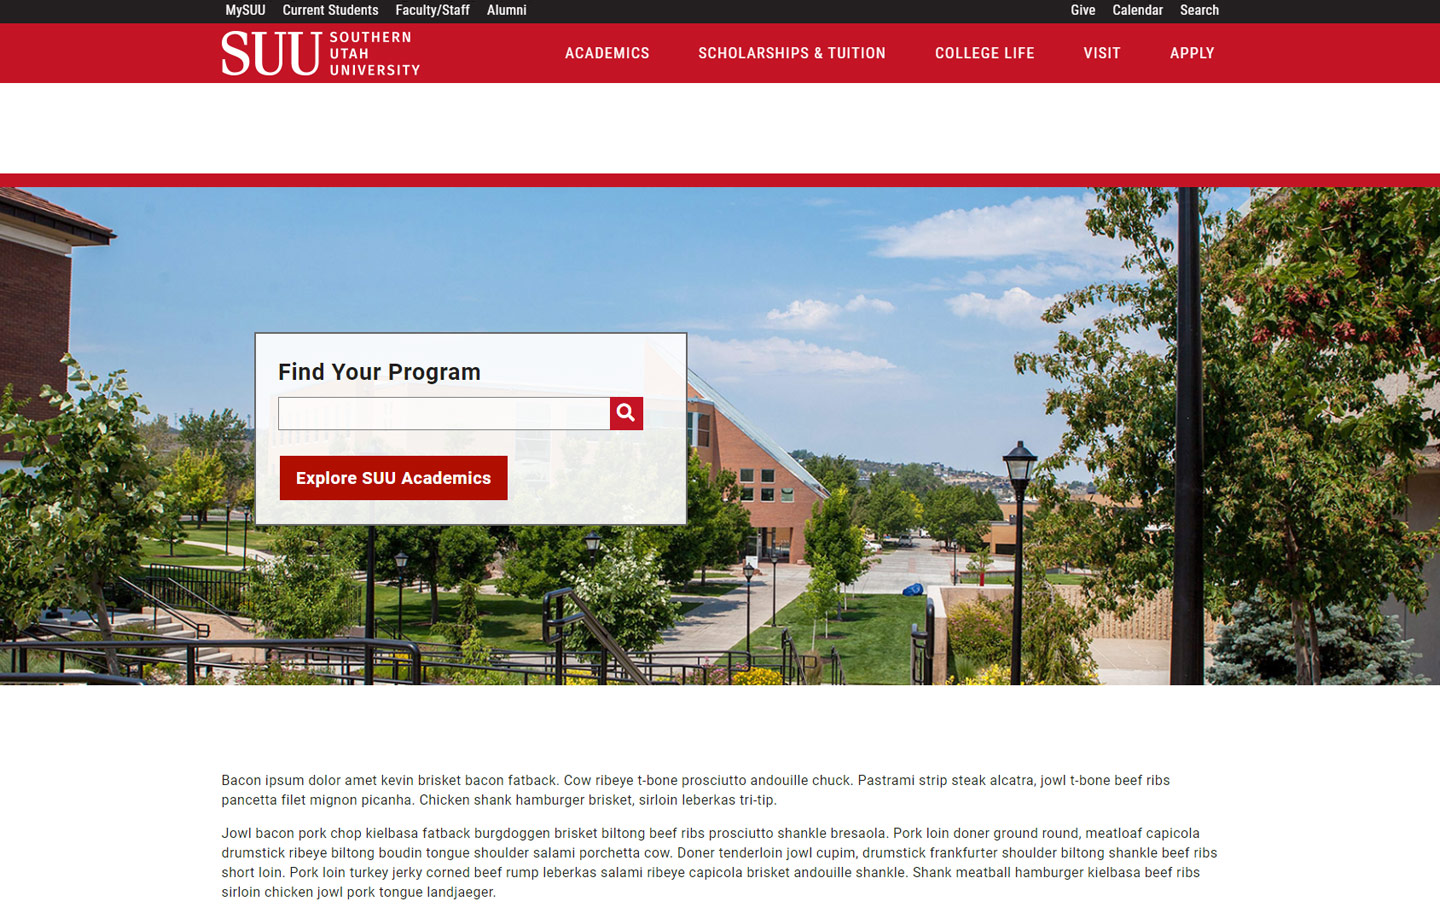 MySUU Current Students Faculty/Staff Alumni Give Calendar Search
SUU SOUTHERN UTAH UNIVERSITY
ACADEMICS SCHOLARSHIPS & TUITION COLLEGE LIFE VISIT APPLY
Find Your Program
Explore SUU Academics
Bacon ipsum dolor amet kevin brisket bacon fatback. Cow ribeye t-bone prosciutto andouille chuck. Pastrami strip steak alcatra, jowl t-bone beef ribs
pancetta filet mignon picanha. Chicken shank hamburger brisket, sirloin leberkas tri-tip.
Jowl bacon pork chop kielbasa fatback burgdoggen brisket biltong beef ribs prosciutto shankle bresaola. Pork loin doner ground round, meatloaf capicola
drumstick ribeye biltong boudin tongue shoulder salami porchetta cow. Doner tenderloin jowl cupim, drumstick frankfurter shoulder biltong shankle beef ribs
short loin. Pork loin turkey jerky corned beef rump leberkas salami ribeye capicola brisket andouille shankle. Shank meatball hamburger kielbasa beef ribs
sirloin chicken jowl pork tongue landjaeger.